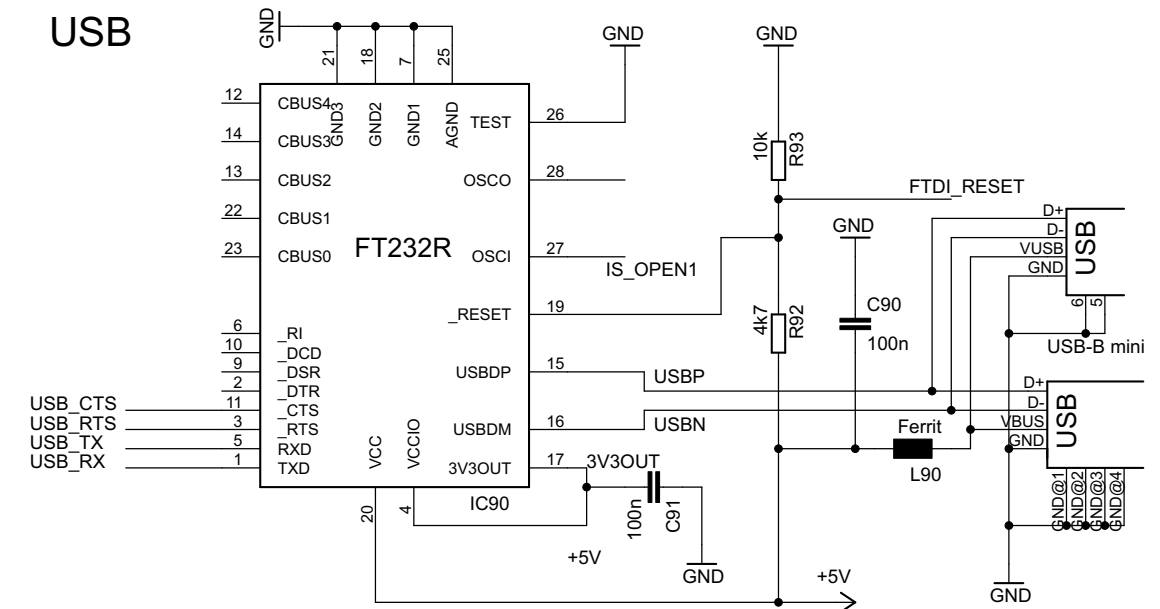 USB
GND
GND
GND
21
18
7
25
12 CBUS4
14 CBUS3
13 CBUS2
22 CBUS1
23 CBUS0
GND3
GND2
GND1
AGND
TEST 26
OSCO 28
FT232R
OSCI 27
IS_OPEN1
_RESET 19
6 _RI
10 _DCD
9 _DSR
2 _DTR
USB_CTS 11 _CTS
USB_RTS 3 _RTS
USB_TX 5 RXD
USB_RX 1 TXD
USBDP 15 USBP
USBDM 16 USBN
3V3OUT 17 3V3OUT
VCC
VCCIO
20
4
IC90
100n
C91
+5V
GND
10k
R93
FTDI_RESET
GND
4k7
R92
C90
100n
Ferrit
L90
+5V
D+
D-
VUSB
GND
USB
6
5
USB-B mini
D+
D-
VBUS
GND
USB
GND@1
GND@2
GND@3
GND@4
GND